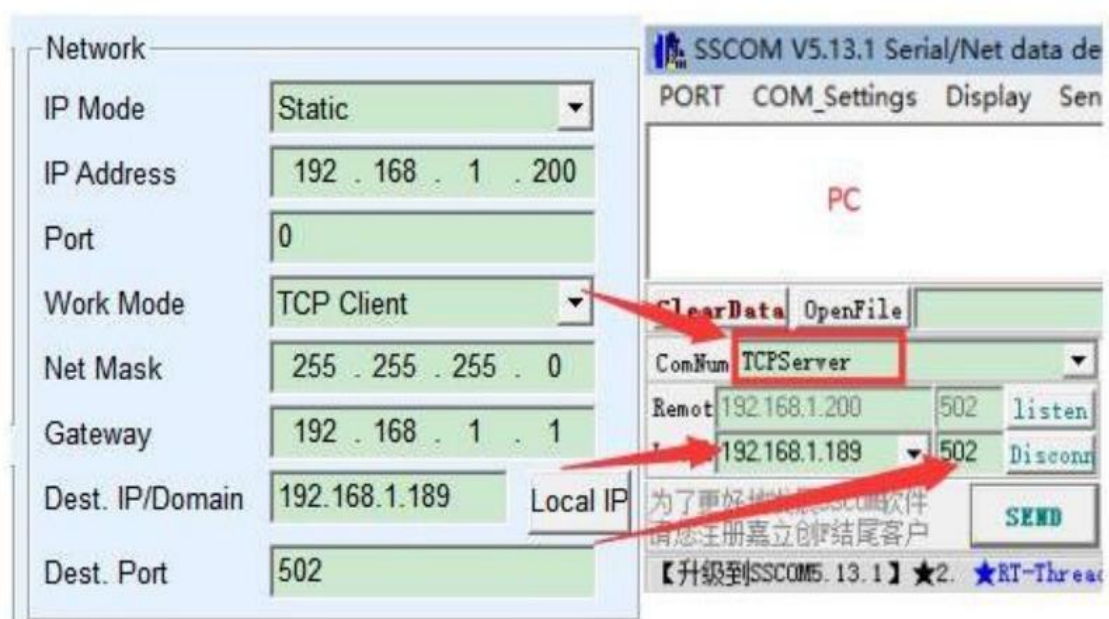 Network
IP Mode Static
IP Address 192 . 168 . 1 . 200
Port 0
Work Mode TCP Client
Net Mask 255 . 255 . 255 . 0
Gateway 192 . 168 . 1 . 1
Dest. IP/Domain 192.168.1.189 Local IP
Dest. Port 502
SSCOM V5.13.1 Serial/Net data de
PORT COM_Settings Display Sen
PC
ClearData OpenFile
ComNum TCPServer
Remot 192.168.1.200 502 listen
192.168.1.189 502 Disconn
为了更好 SSCOM软件
请您注册嘉立创F结尾客户
SEND
【升级到SSCOM5.13.1】★2. ★RT-Thread